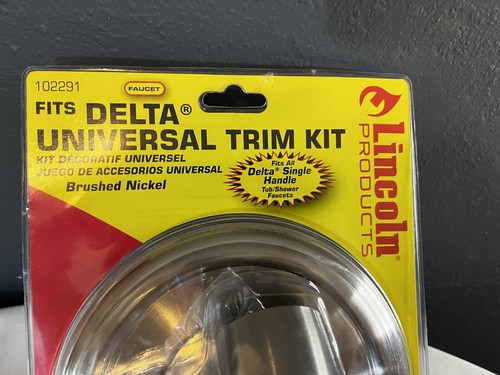 102291
FAUCET
FITS DELTA®
UNIVERSAL TRIM KIT
KIT DÉCORATIF UNIVERSEL
JUEGO DE ACCESORIOS UNIVERSAL
Brushed Nickel
Fits All
Delta® Single
Handle
Tub/Shower
Faucets
Lincoln®
PRODUCTS